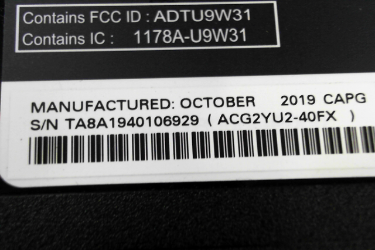 Contains FCC ID : ADTU9W31
Contains IC : 1178A-U9W31
MANUFACTURED: OCTOBER 2019 CAPG
S/N TA8A1940106929 ( ACG2YU2-40FX )